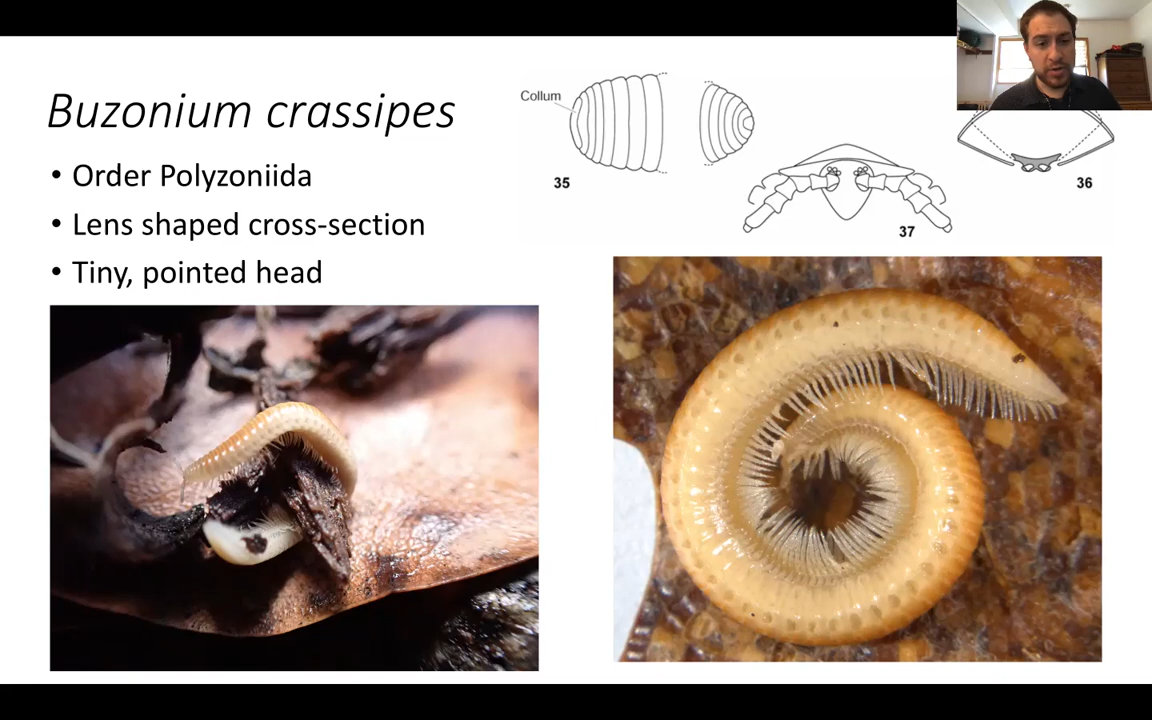 Buzonium crassipes
• Order Polyzoniida
• Lens shaped cross-section
• Tiny, pointed head
Collum
35
37
36